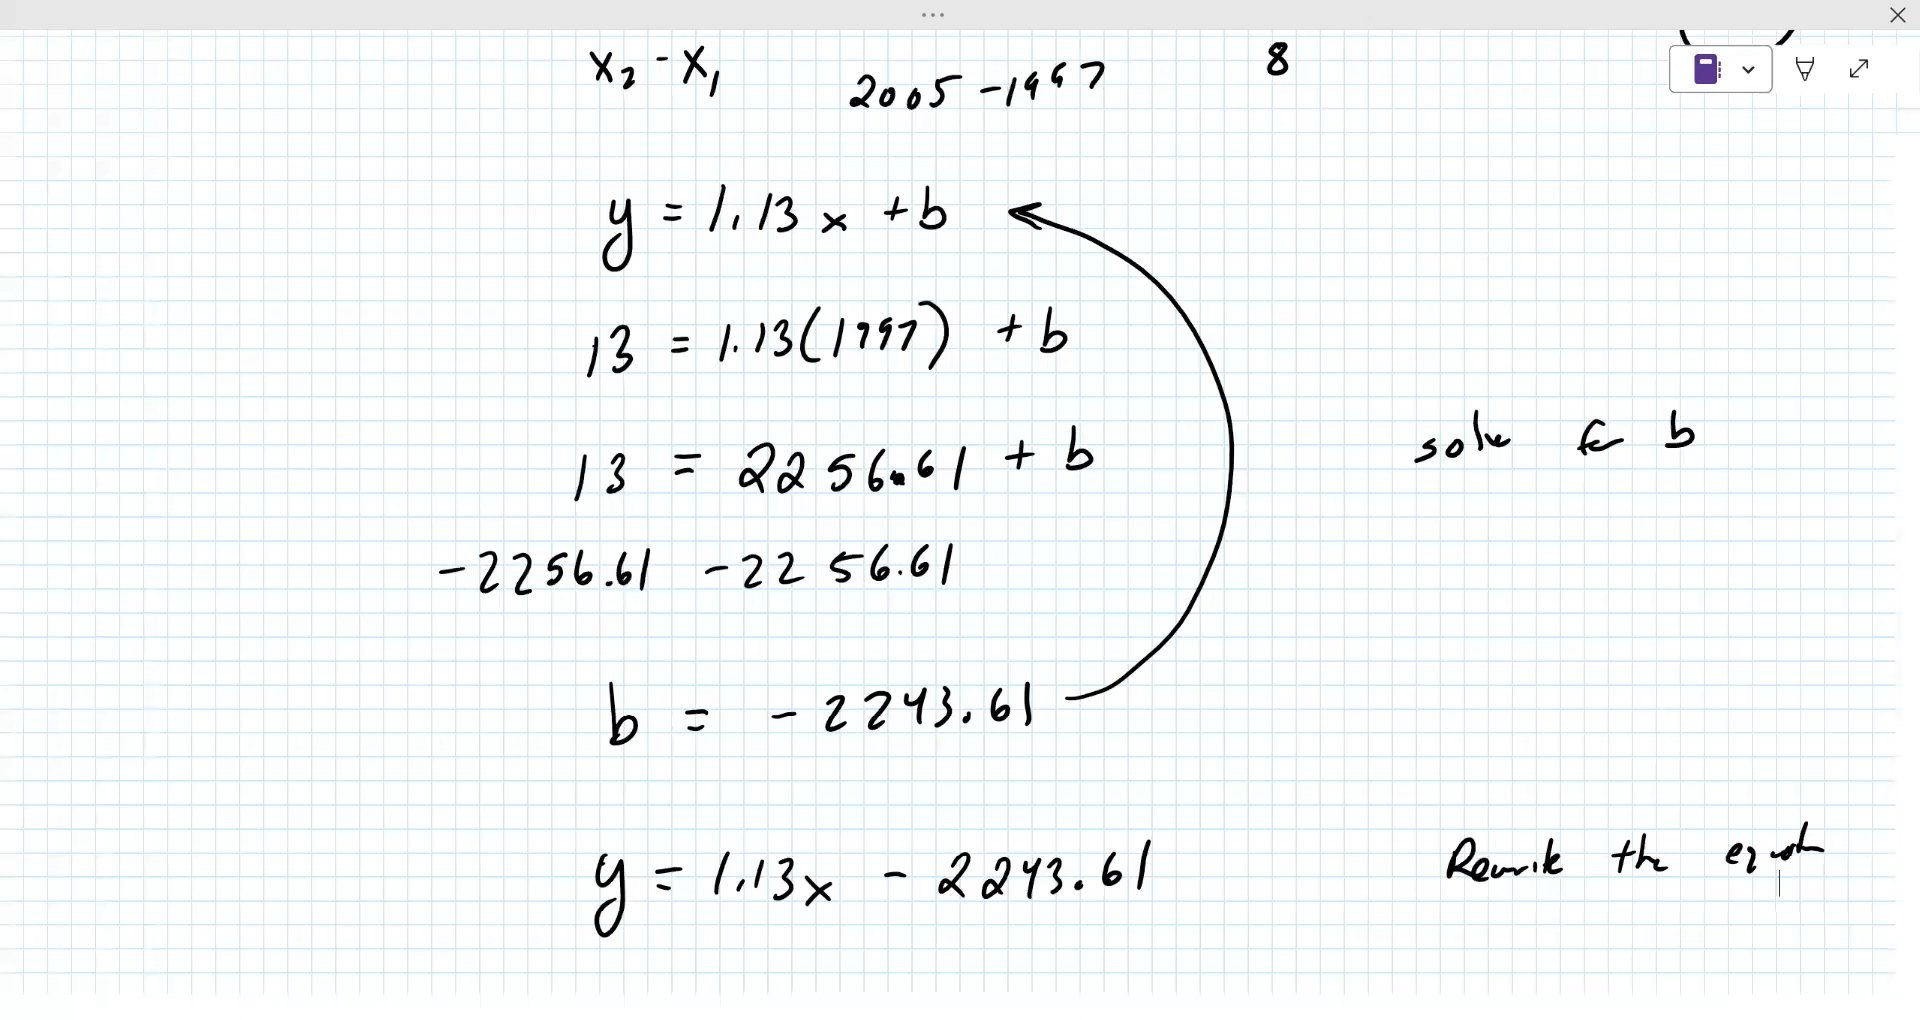 x₂ - x₁ 2005 - 1997 8
y = 1.13x + b
13 = 1.13(1997) + b
13 = 2256.61 + b
solve for b
-2256.61 -2256.61
b = -2243.61
y = 1.13x - 2243.61
Rewrite the equation